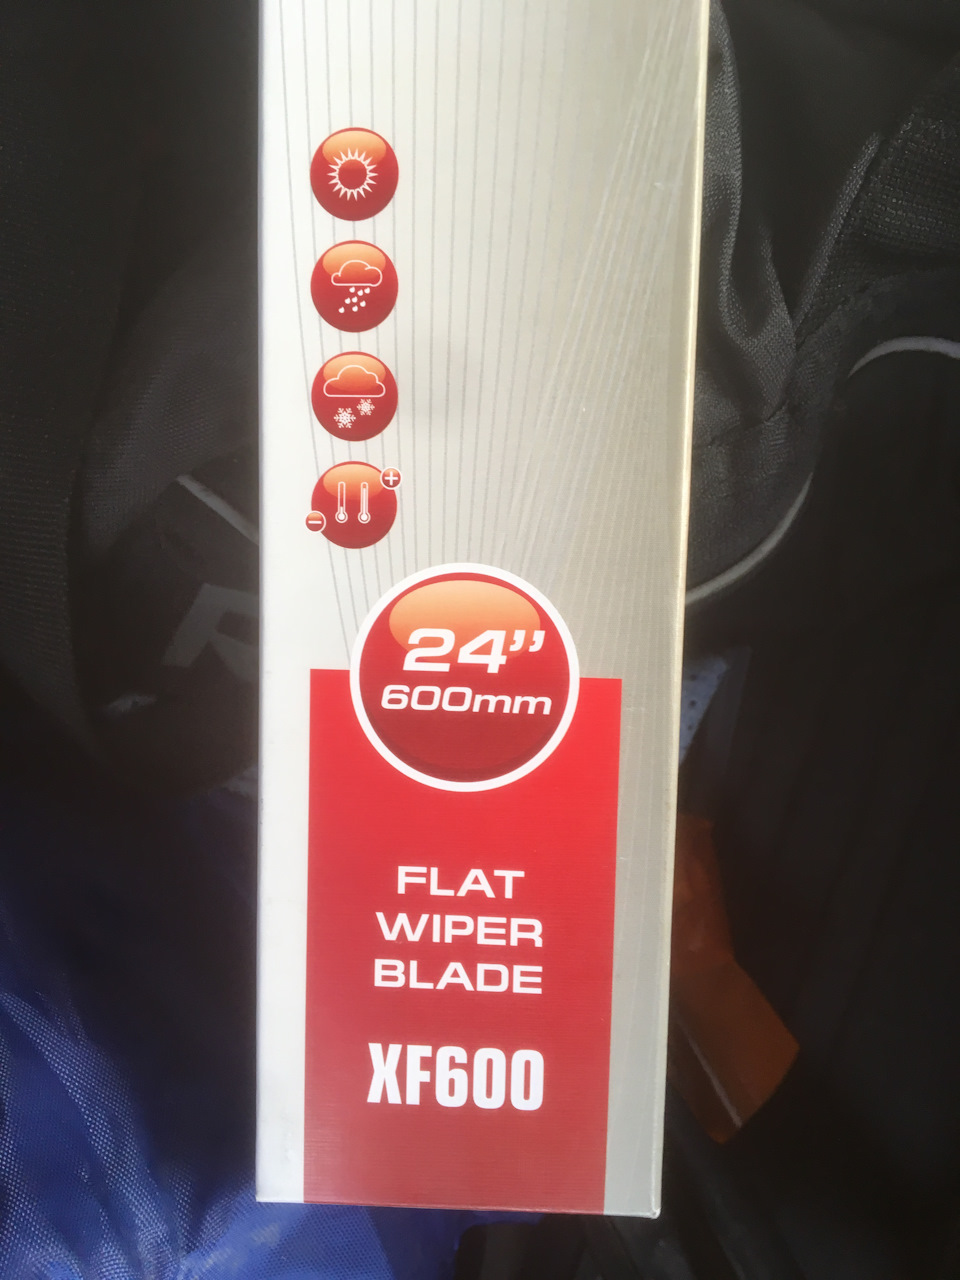 24”
600mm
FLAT
WIPER
BLADE
XF600